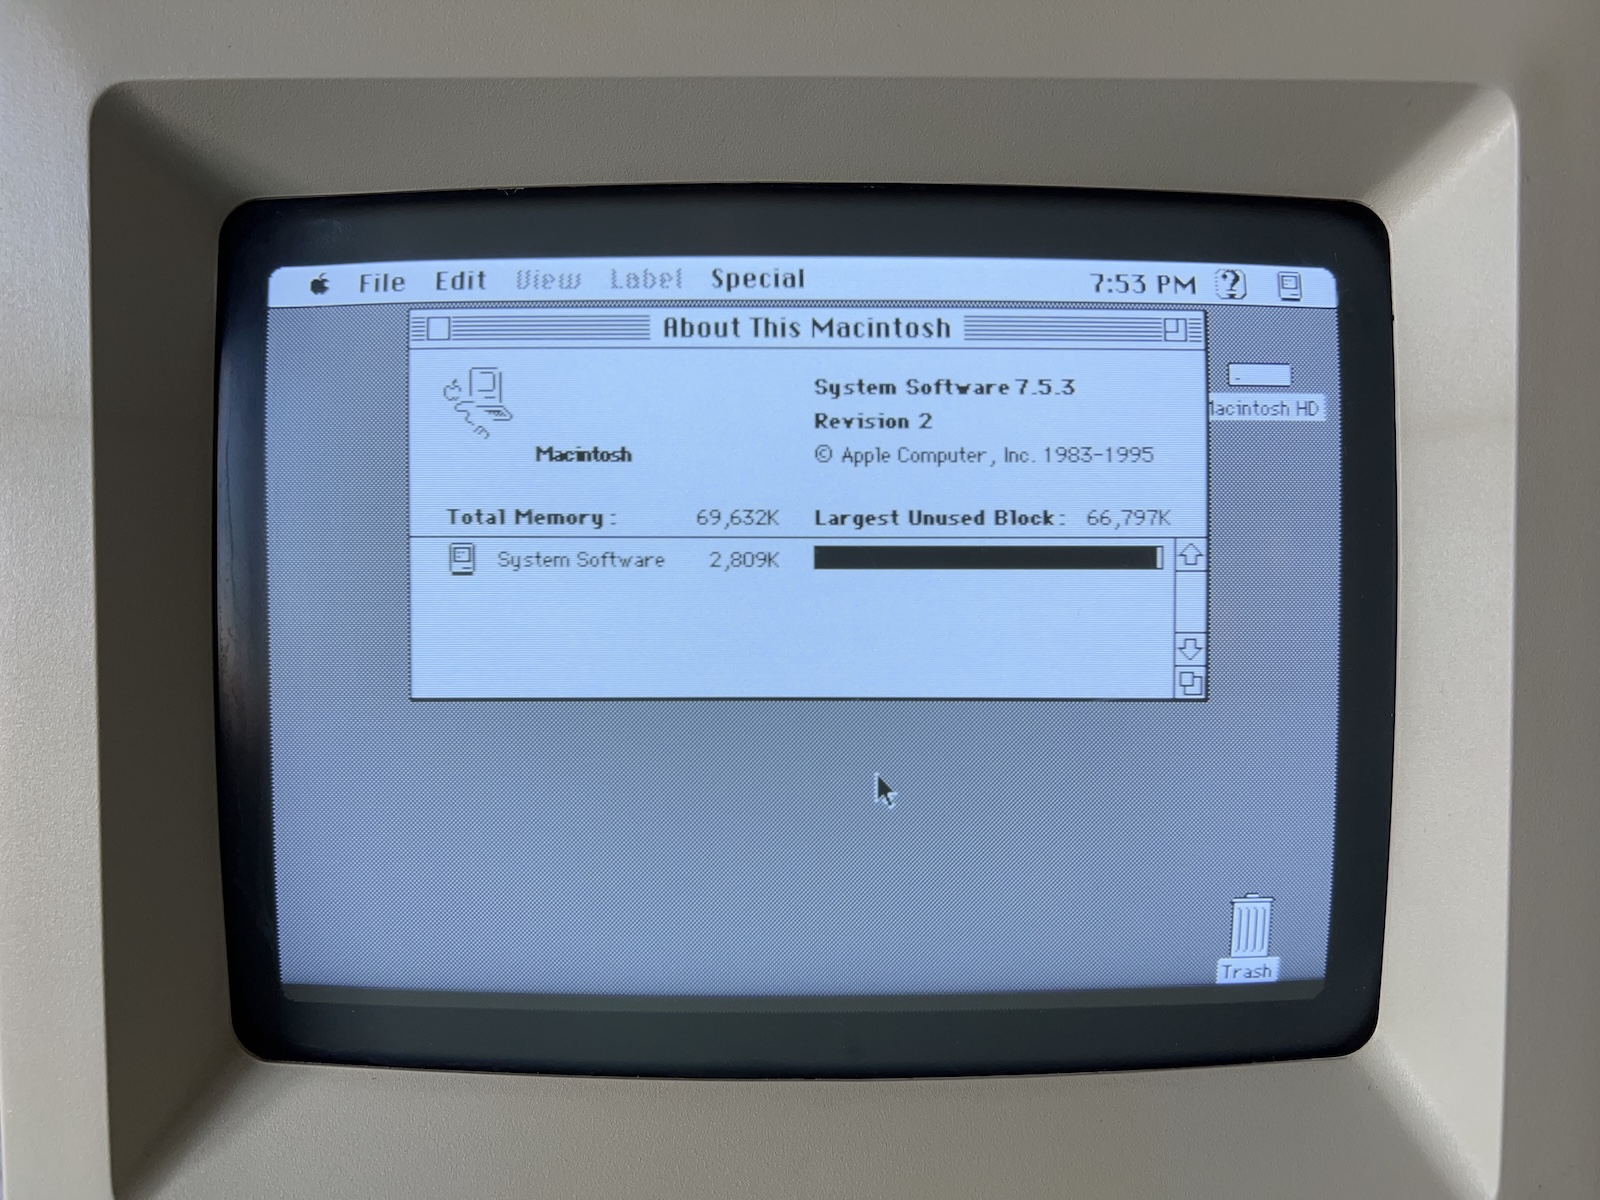 File Edit View Label Special 7:53 PM
About This Macintosh
System Software 7.5.3
Revision 2
Macintosh
© Apple Computer, Inc. 1983-1995
Total Memory: 69,632K Largest Unused Block: 66,797K
System Software 2,809K
acintosh HD
Trash